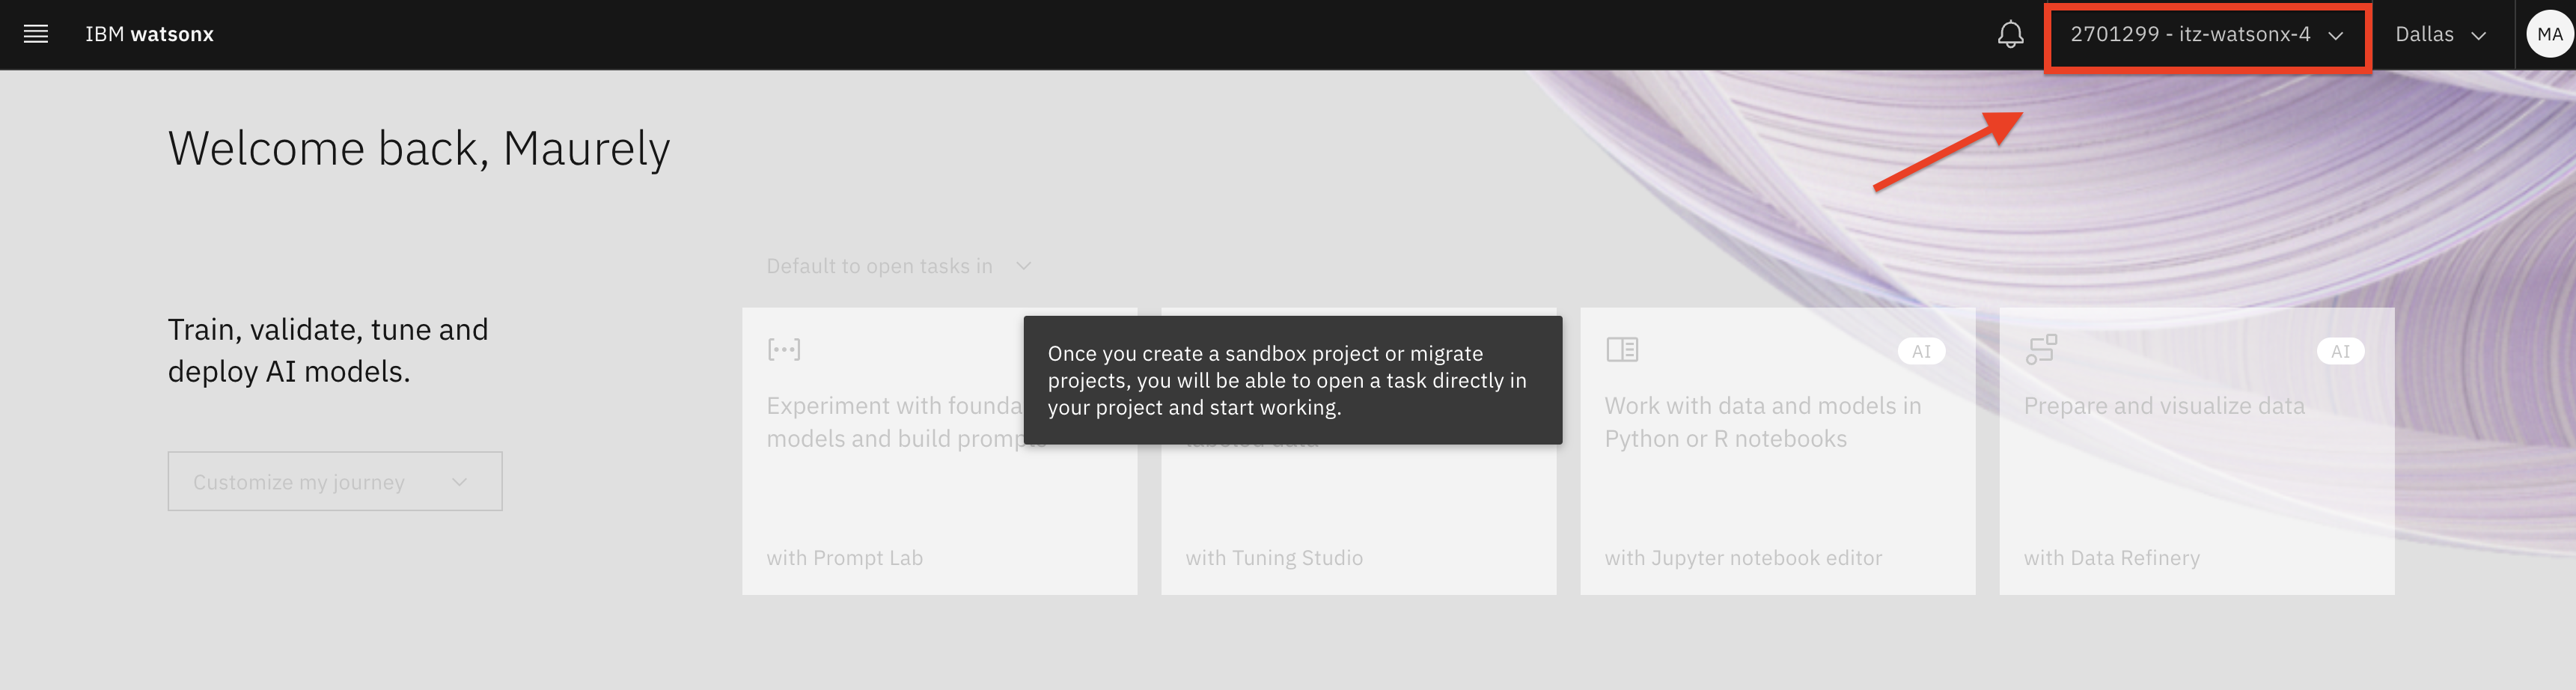 IBM watsonx
2701299 - itz-watsonx-4
Dallas
MA
Welcome back, Maurely
Train, validate, tune and
deploy AI models.
Customize my journey
Default to open tasks in
Experiment with founda
models and build prompts
with Prompt Lab
Once you create a sandbox project or migrate
projects, you will be able to open a task directly in
your project and start working.
labeled data
with Tuning Studio
AI
Work with data and models in
Python or R notebooks
with Jupyter notebook editor
AI
Prepare and visualize data
with Data Refinery